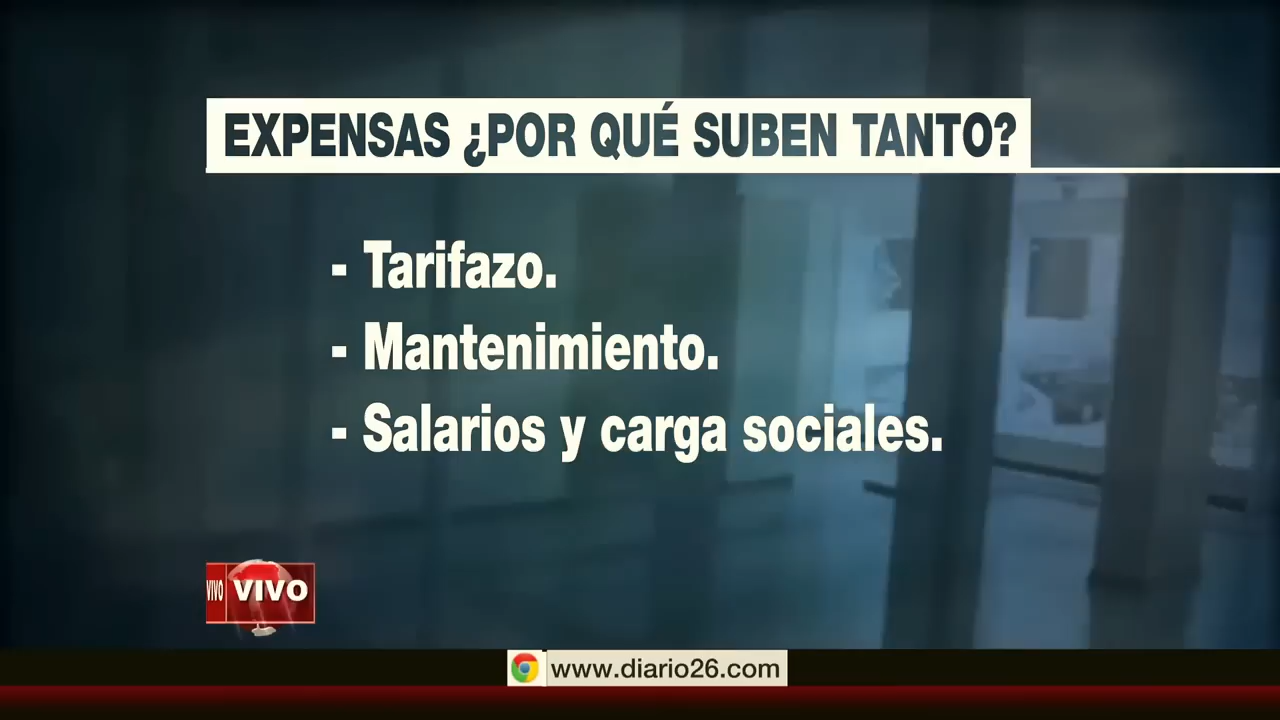 EXPENSAS ¿POR QUÉ SUBEN TANTO?
- Tarifazo.
- Mantenimiento.
- Salarios y carga sociales.
VIVO VIVO
www.diario26.com